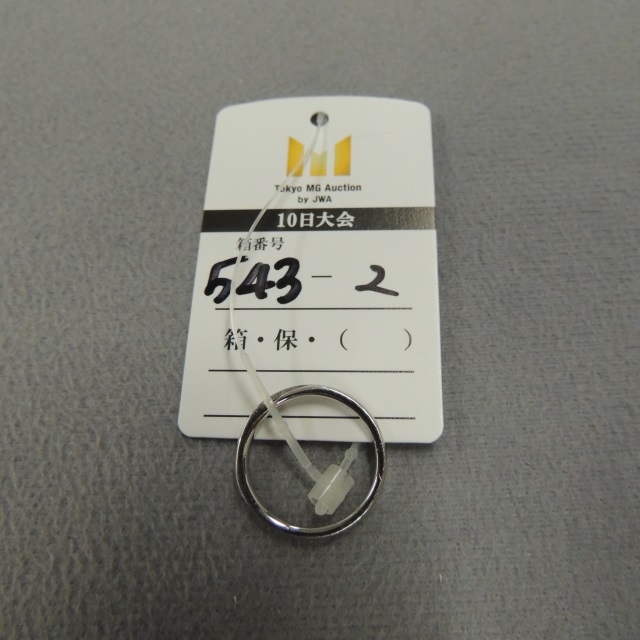 Tokyo MG Auction
by JWA
10日大会
箱番号
543-2
箱・保・(　　)